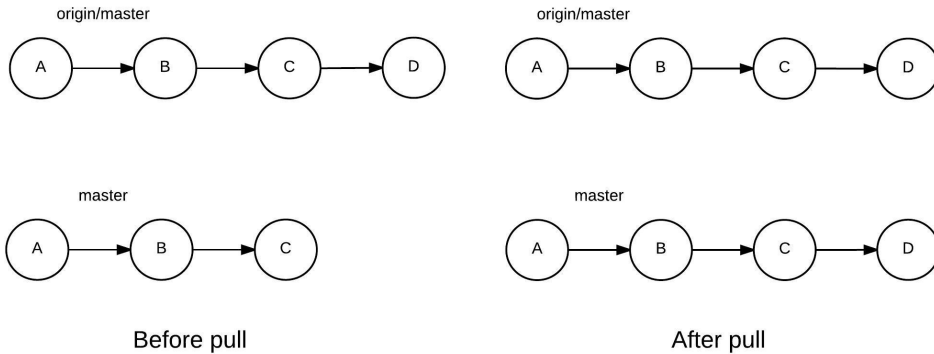 origin/master
A B C D
master
A B C
Before pull
origin/master
A B C D
master
A B C D
After pull